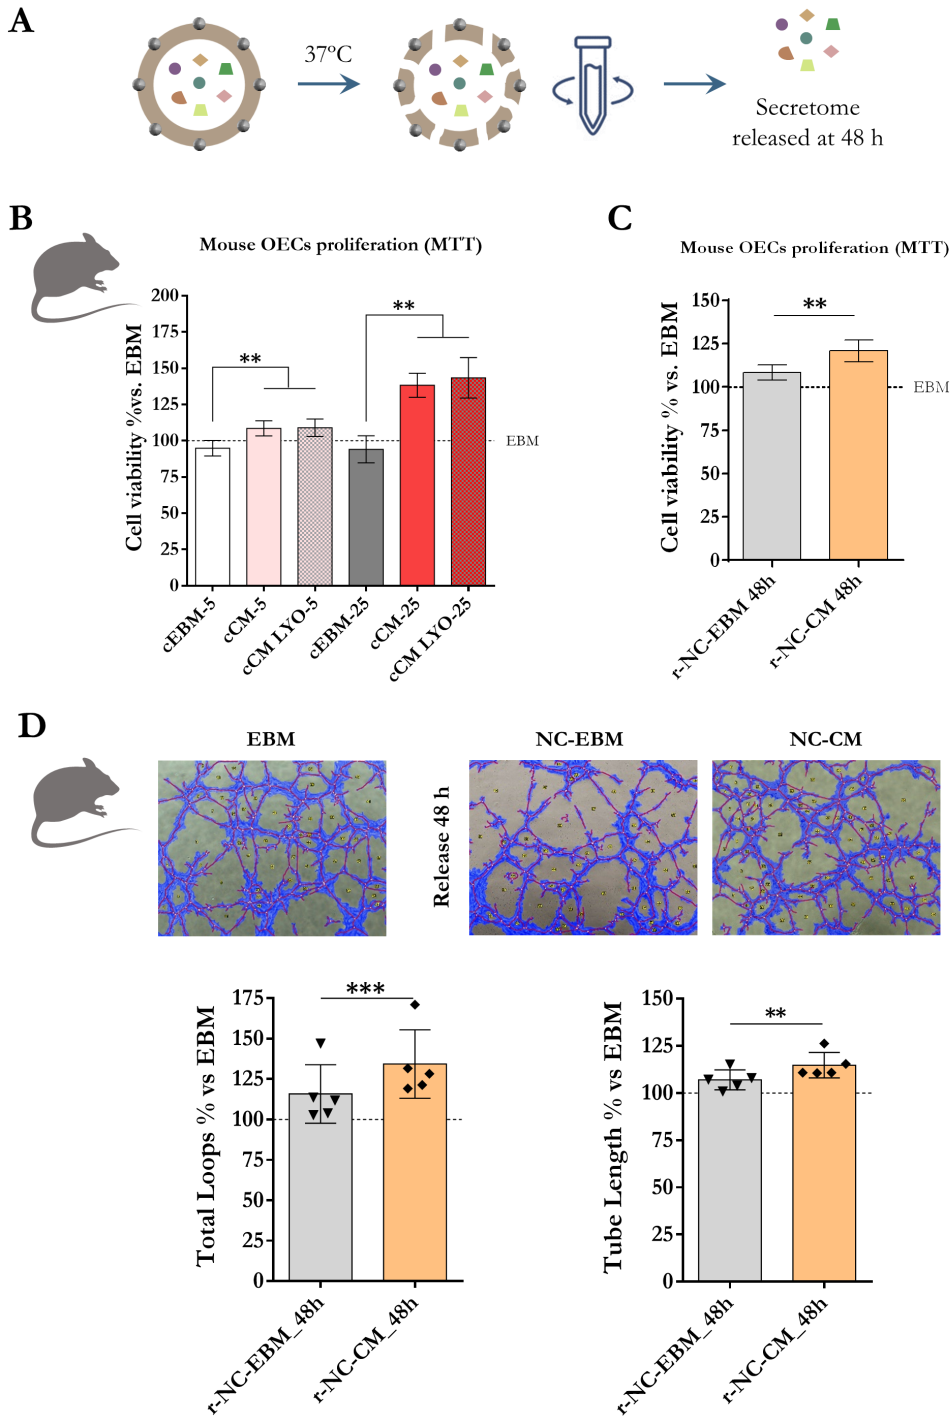 A
37°C
Secretome
released at 48 h
B
Mouse OECs proliferation (MTT)
Cell viability %vs. EBM
200
175
150
125
100
75
50
25
0
**
**
EBM
cEBM-5
cCM-5
cCM LYO-5
cEBM-25
cCM-25
cCM LYO-25
C
Mouse OECs proliferation (MTT)
Cell viability % vs. EBM
150
125
100
75
50
25
0
**
EBM
r-NC-EBM 48h
r-NC-CM 48h
D
EBM
NC-EBM
NC-CM
Release 48 h
Total Loops % vs EBM
175
150
125
100
75
50
25
0
***
r-NC-EBM_48h
r-NC-CM_48h
Tube Length % vs EBM
150
125
100
75
50
25
0
**
r-NC-EBM_48h
r-NC-CM_48h